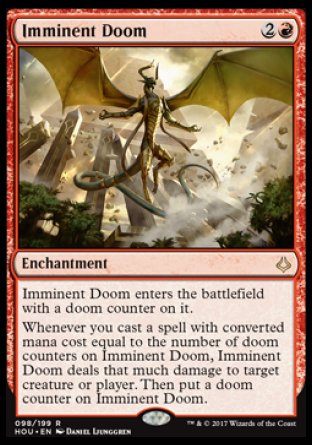 Imminent Doom 2
Enchantment
Imminent Doom enters the battlefield
with a doom counter on it.
Whenever you cast a spell with converted
mana cost equal to the number of doom
counters on Imminent Doom, Imminent
Doom deals that much damage to target
creature or player. Then put a doom
counter on Imminent Doom.
098/199 R
HOU • EN Daniel Ljunggren
™ & © 2017 Wizards of the Coast